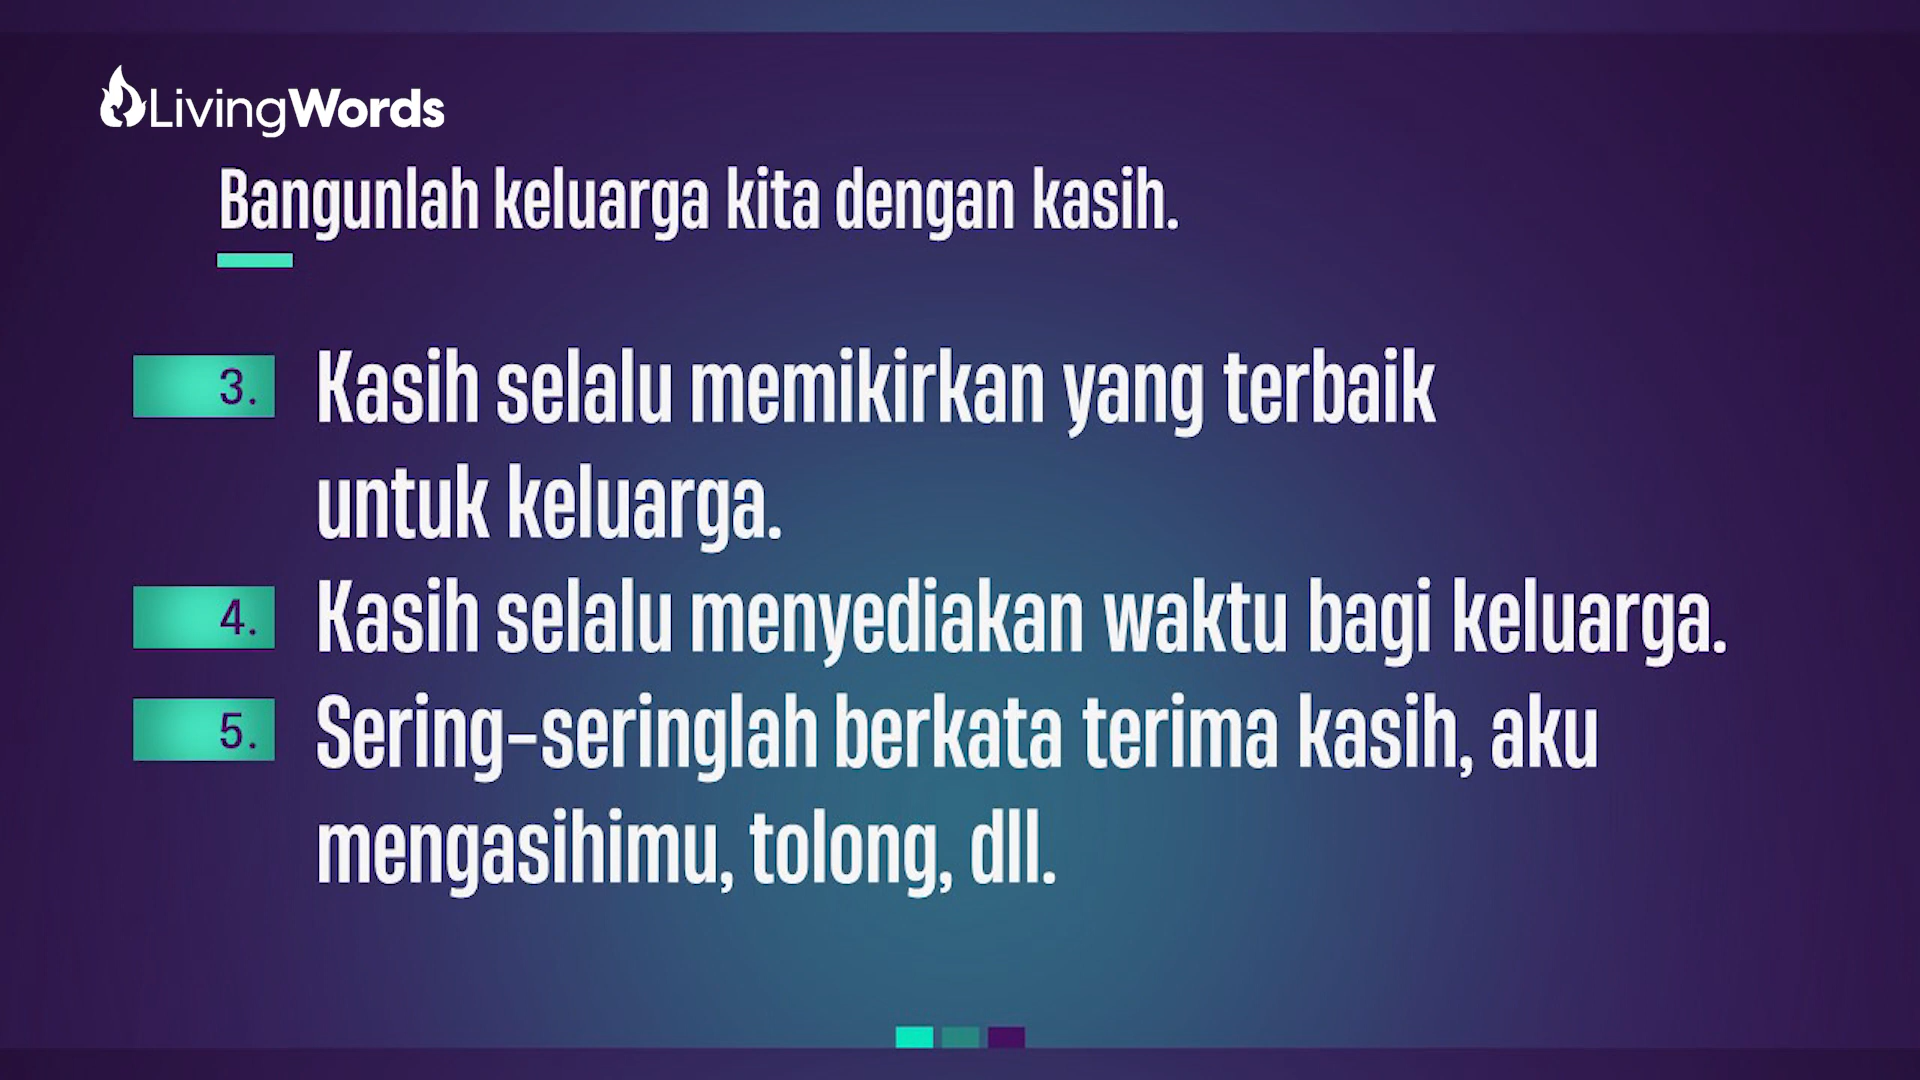 LivingWords
Bangunlah keluarga kita dengan kasih.
3. Kasih selalu memikirkan yang terbaik
untuk keluarga.
4. Kasih selalu menyediakan waktu bagi keluarga.
5. Sering-seringlah berkata terima kasih, aku
mengasihimu, tolong, dll.